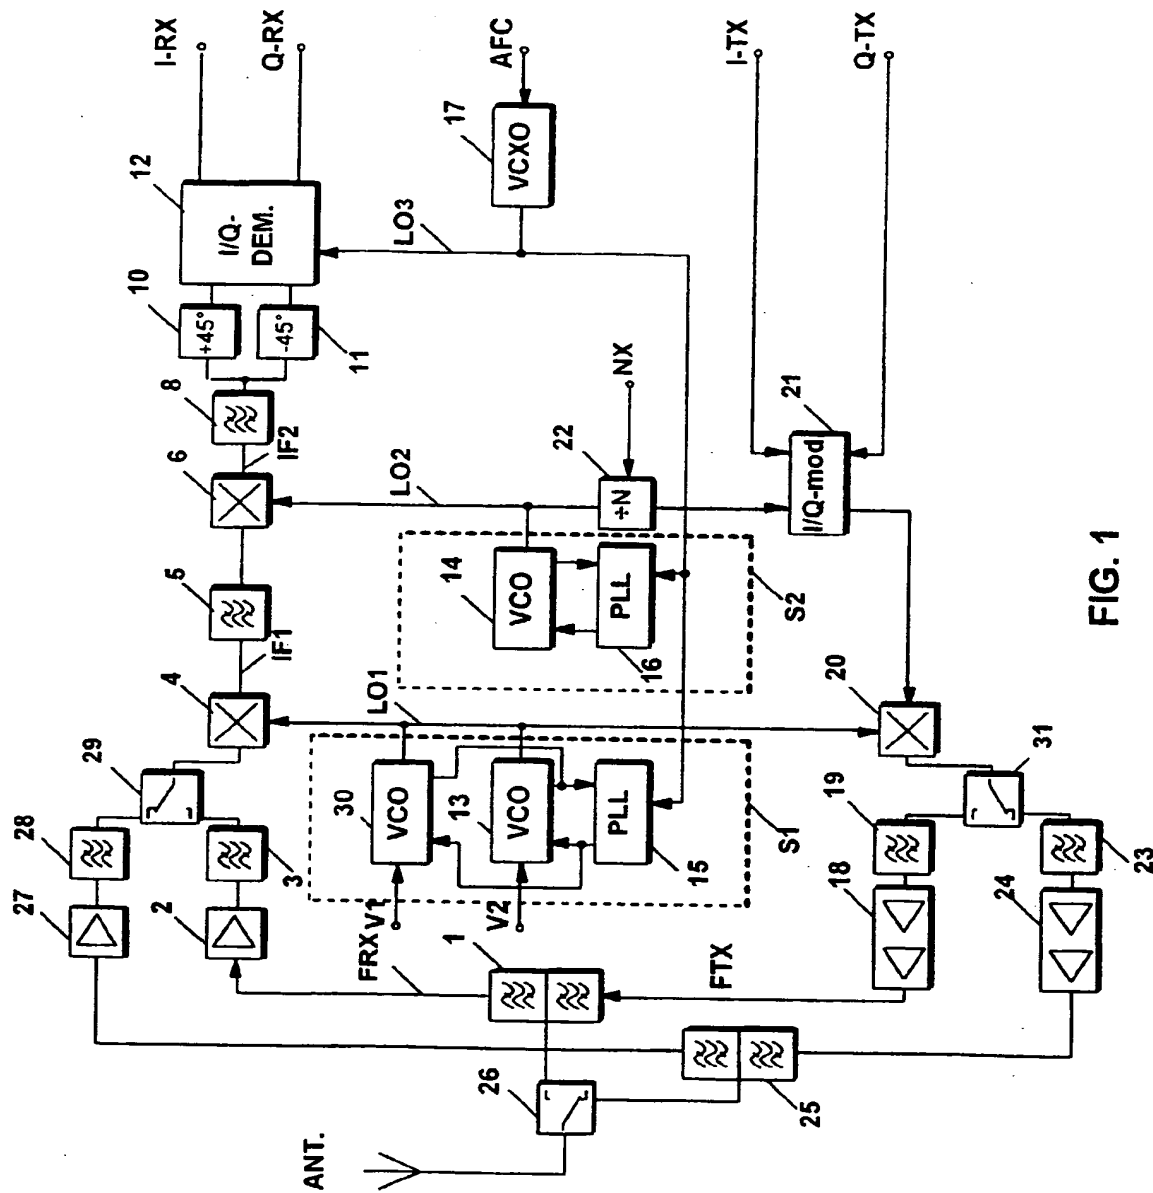 ANT.
26
25
27
28
29
2
3
FRX
1
FTX
4
IF1
5
6
IF2
8
10
+45°
-45°
11
12
I/Q-
DEM.
I-RX
Q-RX
LO1
30
VCO
V1
13
VCO
V2
PLL
15
S1
LO2
14
VCO
PLL
16
S2
22
÷N
NX
LO3
17
VCXO
AFC
18
19
24
23
31
20
21
I/Q-mod
I-TX
Q-TX
FIG. 1